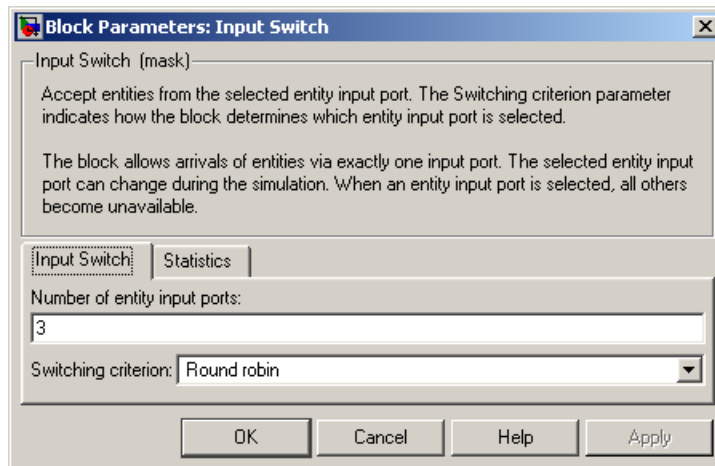 Block Parameters: Input Switch
Input Switch (mask)
Accept entities from the selected entity input port. The Switching criterion parameter
indicates how the block determines which entity input port is selected.
The block allows arrivals of entities via exactly one input port. The selected entity input
port can change during the simulation. When an entity input port is selected, all others
become unavailable.
Input Switch Statistics
Number of entity input ports:
3
Switching criterion: Round robin
OK Cancel Help Apply